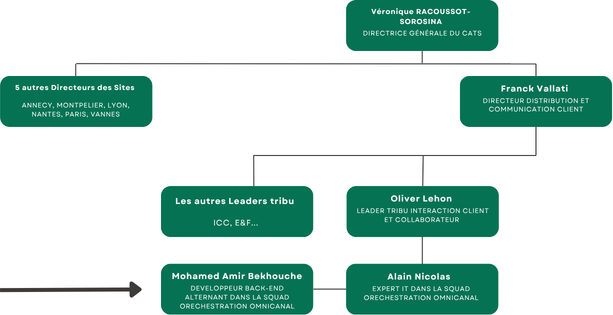 Véronique RACOUSSOT-
SOROSINA
DIRECTRICE GÉNÉRALE DU CATS
5 autres Directeurs des Sites
ANNECY, MONTPELIER, LYON,
NANTES, PARIS, VANNES
Franck Vallati
DIRECTEUR DISTRIBUTION ET
COMMUNICATION CLIENT
Les autres Leaders tribu
ICC, E&F...
Oliver Lehon
LEADER TRIBU INTERACTION CLIENT
ET COLLABORATEUR
Mohamed Amir Bekhouche
DEVELOPPEUR BACK-END
ALTERNANT DANS LA SQUAD
ORECHESTRATION OMNICANAL
Alain Nicolas
EXPERT IT DANS LA SQUAD
ORECHESTRATION OMNICANAL